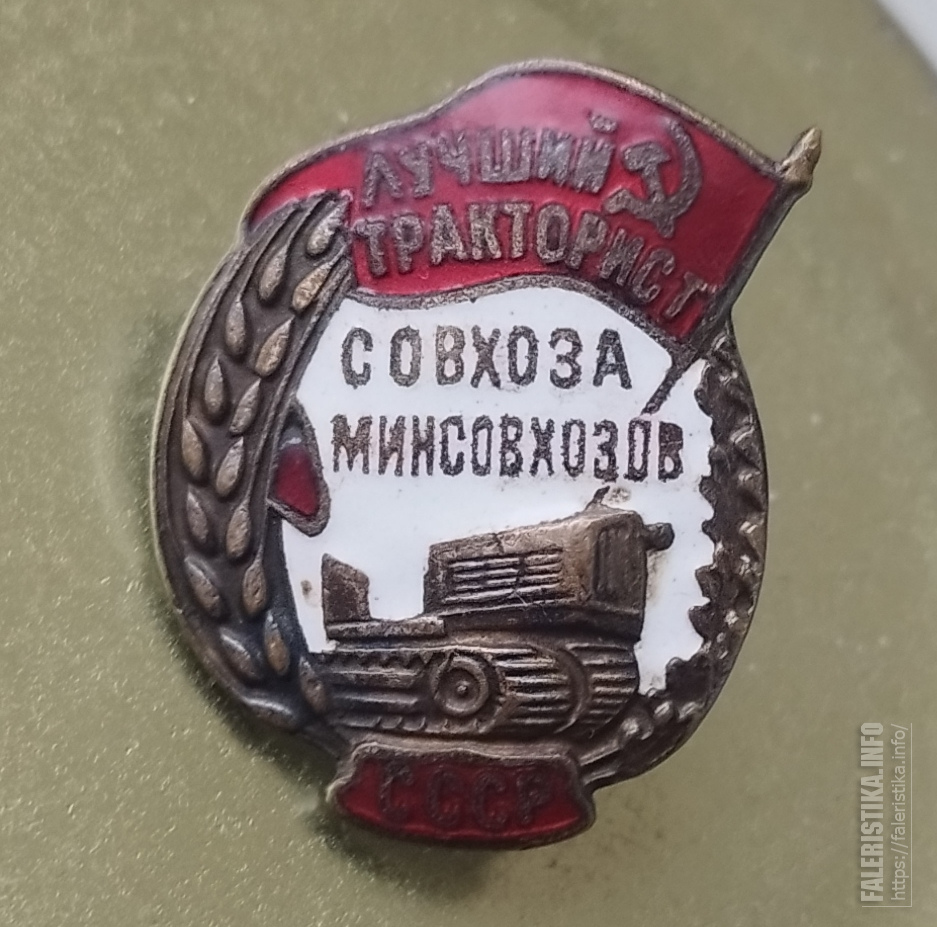 ЛУЧШИЙ
ТРАКТОРИСТ
СОВХОЗА
МИНСОВХОЗОВ
СССР
FALERISTIKA.INFO
https://faleristika.info/